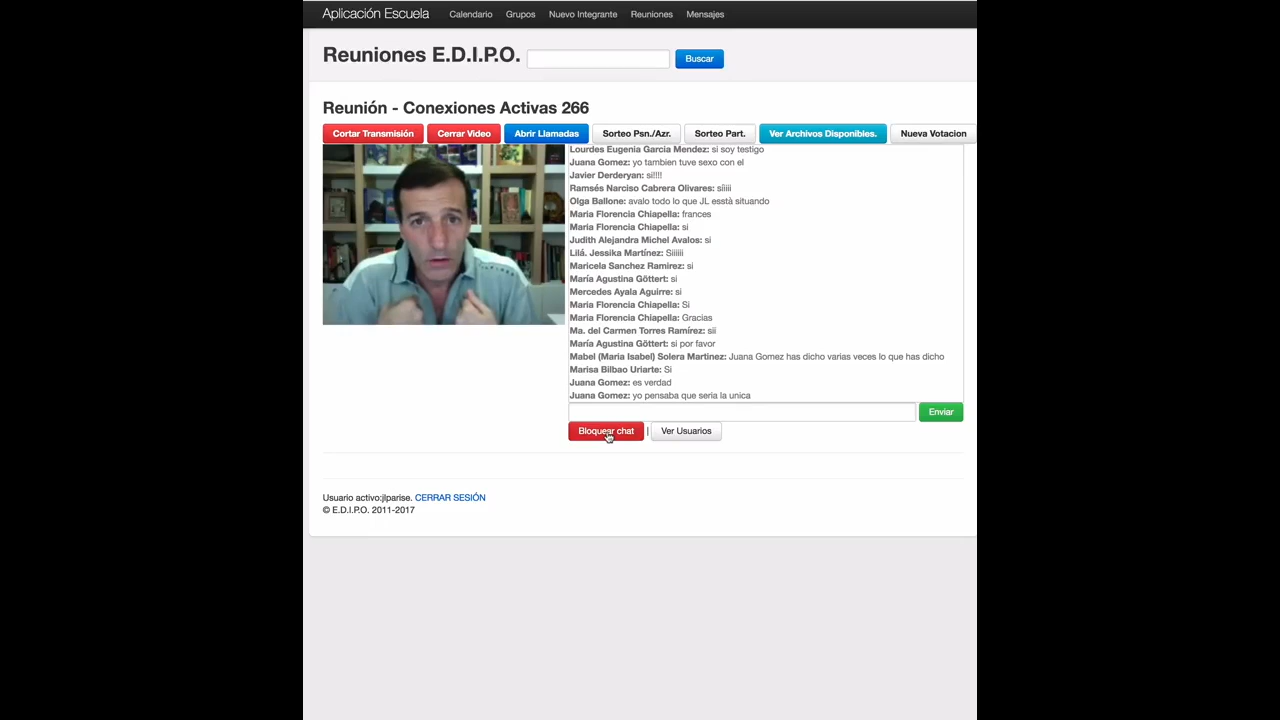 Aplicación Escuela Calendario Grupos Nuevo Integrante Reuniones Mensajes
Reuniones E.D.I.P.O. Buscar
Reunión - Conexiones Activas 266
Cortar Transmisión Cerrar Video Abrir Llamadas Sorteo Psn./Azr. Sorteo Part. Ver Archivos Disponibles. Nueva Votacion
Lourdes Eugenia Garcia Mendez: si soy testigo
Juana Gomez: yo tambien tuve sexo con el
Javier Derderyan: si!!!!
Ramsés Narciso Cabrera Olivares: síiiii
Olga Ballone: avalo todo lo que JL esstà situando
Maria Florencia Chiapella: frances
Maria Florencia Chiapella: si
Judith Alejandra Michel Avalos: si
Lilá. Jessika Martínez: Siiiiii
Maricela Sanchez Ramirez: si
María Agustina Göttert: si
Mercedes Ayala Aguirre: si
Maria Florencia Chiapella: Si
Maria Florencia Chiapella: Gracias
Ma. del Carmen Torres Ramírez: sii
María Agustina Göttert: si por favor
Mabel (Maria Isabel) Solera Martinez: Juana Gomez has dicho varias veces lo que has dicho
Marisa Bilbao Uriarte: Si
Juana Gomez: es verdad
Juana Gomez: yo pensaba que seria la unica
Enviar
Bloquear chat | Ver Usuarios
Usuario activo:jlparise. CERRAR SESIÓN
© E.D.I.P.O. 2011-2017